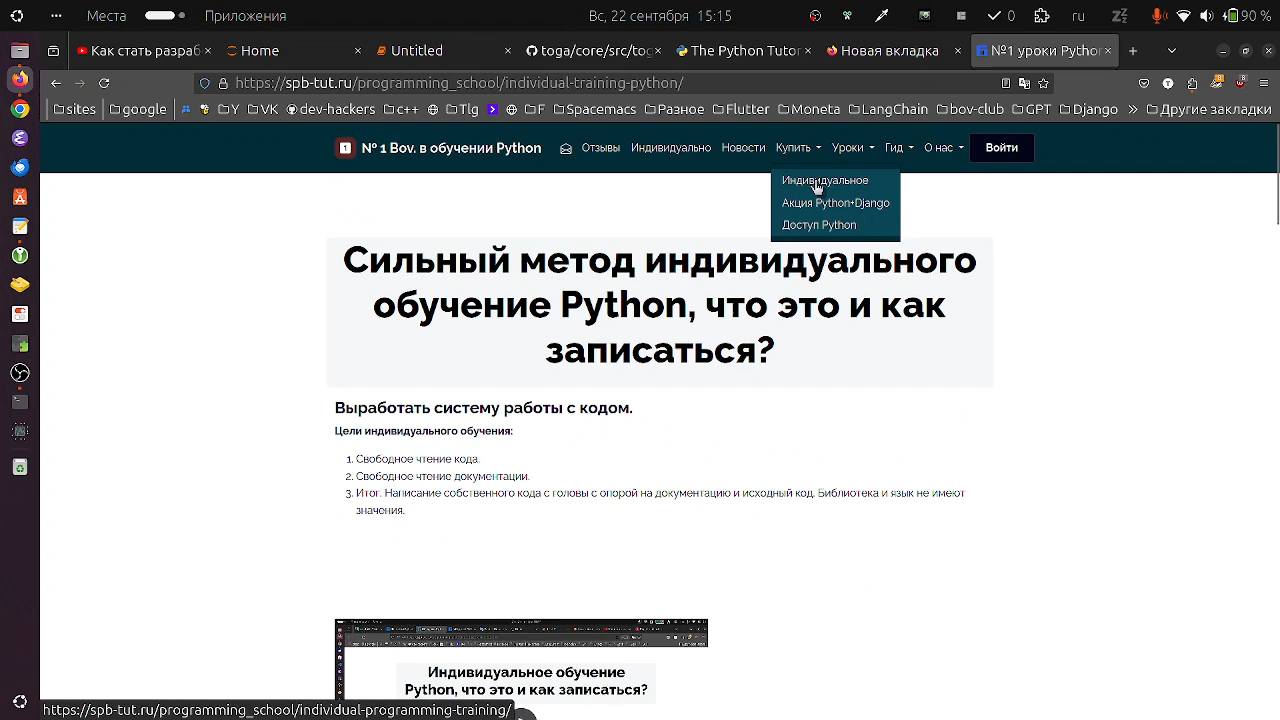 Места
Приложения
Вс, 22 сентября 15:15
0
ru
90 %
Как стать разраб
Home
Untitled
toga/core/src/tog
The Python Tutor
Новая вкладка
№1 уроки Python
https://spb-tut.ru/programming_school/individual-training-python/
sites
google
Y
VK
dev-hackers
c++
Tlg
F
Spacemacs
Разное
Flutter
Moneta
LangChain
bov-club
GPT
Django
Другие закладки
№ 1 Bov. в обучении Python
Отзывы
Индивидуально
Новости
Купить
Уроки
Гид
О нас
Войти
Индивидуальное
Акция Python+Django
Доступ Python
Сильный метод индивидуального
обучение Python, что это и как
записаться?
Выработать систему работы с кодом.
Цели индивидуального обучения:
1. Свободное чтение кода.
2. Свободное чтение документации.
3. Итог. Написание собственного кода с головы с опорой на документацию и исходный код. Библиотека и язык не имеют
значения.
Индивидуальное обучение
Python, что это и как записаться?
https://spb-tut.ru/programming_school/individual-programming-training/